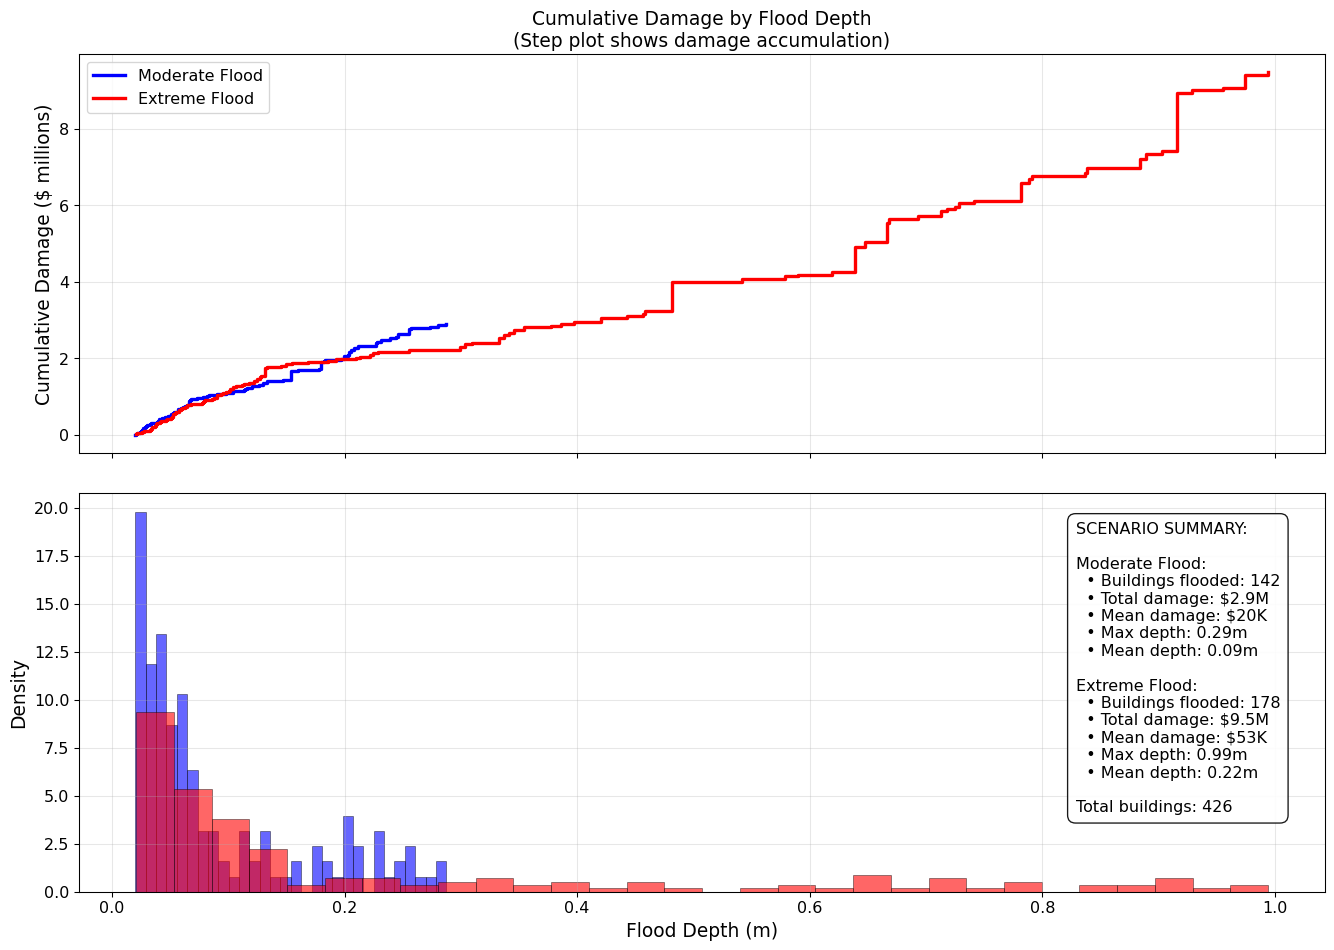 Cumulative Damage by Flood Depth
(Step plot shows damage accumulation)
Cumulative Damage ($ millions)
8
6
4
2
0
Moderate Flood
Extreme Flood
Density
20.0
17.5
15.0
12.5
10.0
7.5
5.0
2.5
0.0
SCENARIO SUMMARY:
Moderate Flood:
• Buildings flooded: 142
• Total damage: $2.9M
• Mean damage: $20K
• Max depth: 0.29m
• Mean depth: 0.09m
Extreme Flood:
• Buildings flooded: 178
• Total damage: $9.5M
• Mean damage: $53K
• Max depth: 0.99m
• Mean depth: 0.22m
Total buildings: 426
0.0 0.2 0.4 0.6 0.8 1.0
Flood Depth (m)